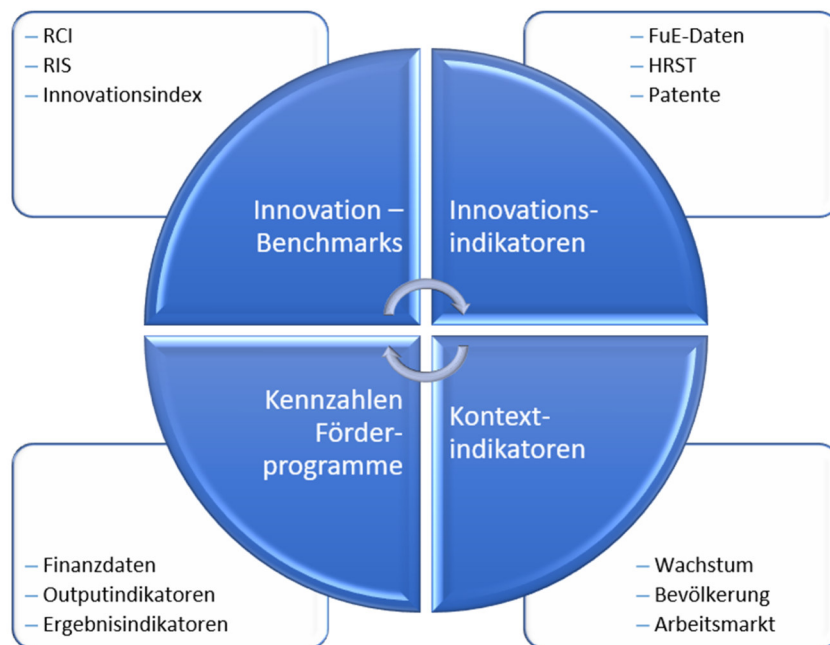 – RCI
– RIS
– Innovationsindex
– FuE-Daten
– HRST
– Patente
Innovation –
Benchmarks
Innovations-
indikatoren
Kennzahlen
Förder-
programme
Kontext-
indikatoren
– Finanzdaten
– Outputindikatoren
– Ergebnisindikatoren
– Wachstum
– Bevölkerung
– Arbeitsmarkt